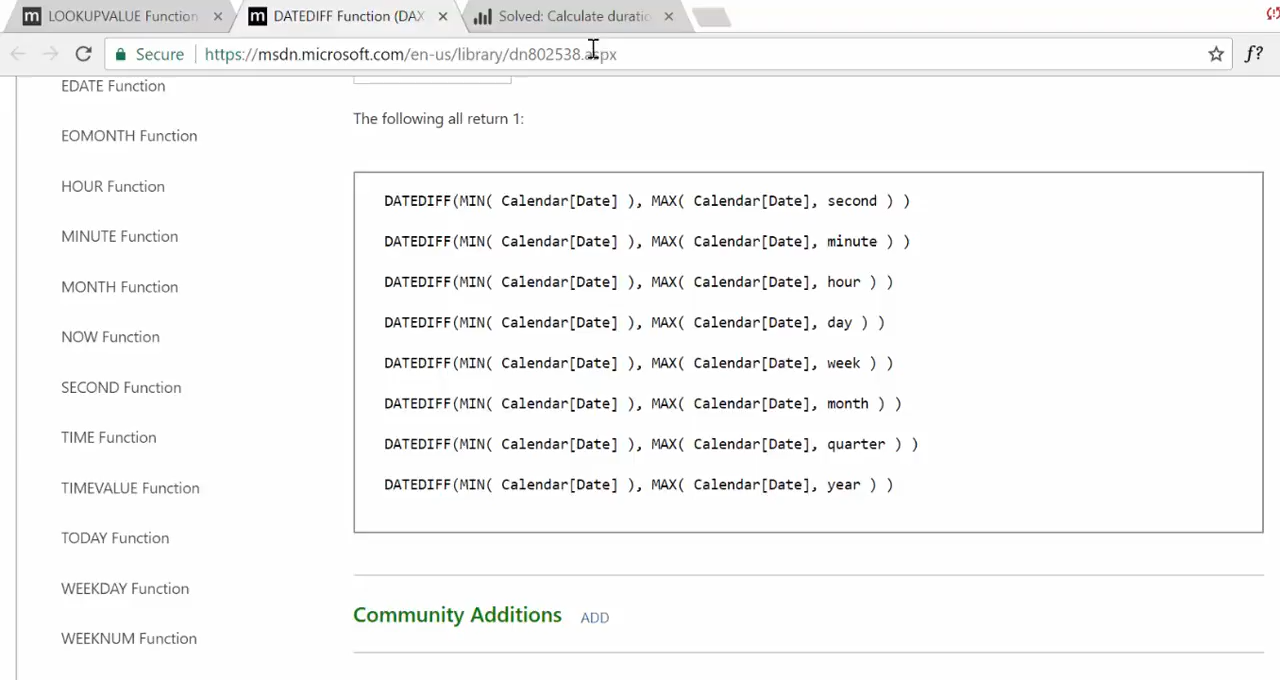 LOOKUPVALUE Function
DATEDIFF Function (DAX
Solved: Calculate duratio
Secure
https://msdn.microsoft.com/en-us/library/dn802538.aspx
f?
EDATE Function
EOMONTH Function
HOUR Function
MINUTE Function
MONTH Function
NOW Function
SECOND Function
TIME Function
TIMEVALUE Function
TODAY Function
WEEKDAY Function
WEEKNUM Function
The following all return 1:
DATEDIFF(MIN( Calendar[Date] ), MAX( Calendar[Date], second ) )
DATEDIFF(MIN( Calendar[Date] ), MAX( Calendar[Date], minute ) )
DATEDIFF(MIN( Calendar[Date] ), MAX( Calendar[Date], hour ) )
DATEDIFF(MIN( Calendar[Date] ), MAX( Calendar[Date], day ) )
DATEDIFF(MIN( Calendar[Date] ), MAX( Calendar[Date], week ) )
DATEDIFF(MIN( Calendar[Date] ), MAX( Calendar[Date], month ) )
DATEDIFF(MIN( Calendar[Date] ), MAX( Calendar[Date], quarter ) )
DATEDIFF(MIN( Calendar[Date] ), MAX( Calendar[Date], year ) )
Community Additions ADD